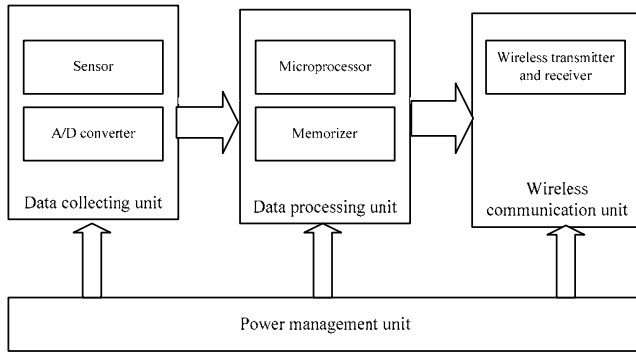 Sensor
A/D converter
Data collecting unit
Microprocessor
Memorizer
Data processing unit
Wireless transmitter
and receiver
Wireless
communication unit
Power management unit